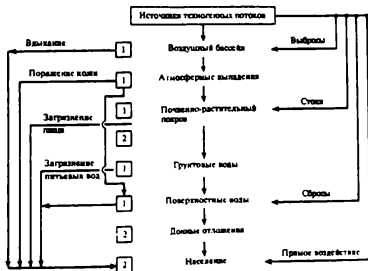 Источники техногенных потоков
Вдыхание
1
Воздушный бассейн
Выбросы
Поражение кожи
1
Атмосферные выпадения
Загрязнение
пищи
1
Почвенно-растительный
покров
Стоки
2
Загрязнение
питьевых вод
1
Грунтовые воды
1
Поверхностные воды
Сбросы
2
Донные отложения
2
Население
Прямое воздействие